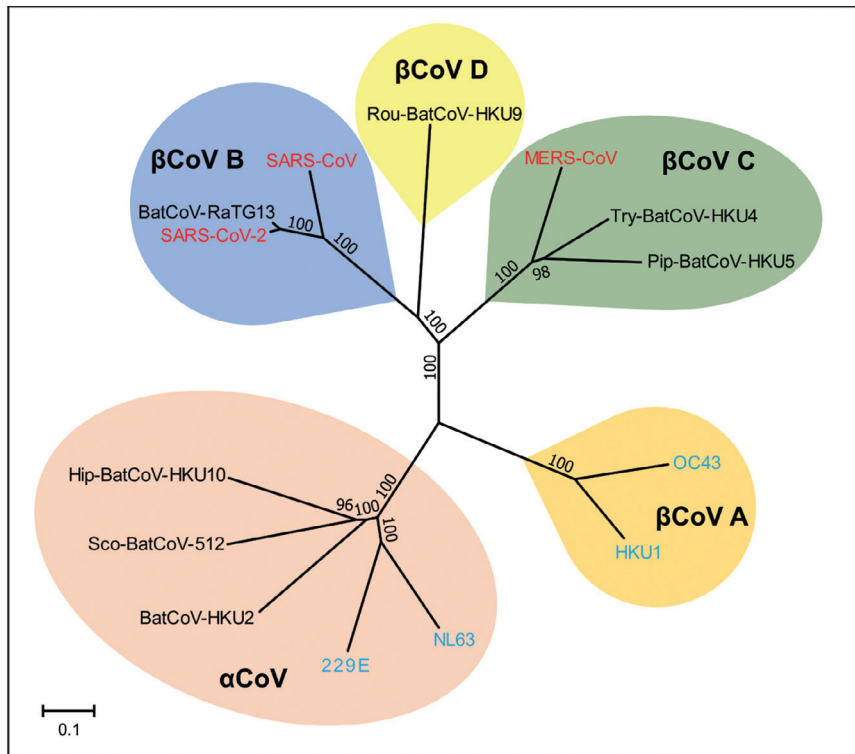 βCoV D
Rou-BatCoV-HKU9
βCoV B
SARS-CoV
MERS-CoV
βCoV C
BatCoV-RaTG13
SARS-CoV-2
100
100
Try-BatCoV-HKU4
Pip-BatCoV-HKU5
100
98
100
100
Hip-BatCoV-HKU10
96
100
100
100
Sco-BatCoV-512
BatCoV-HKU2
229E
NL63
αCoV
100
OC43
βCoV A
HKU1
0.1